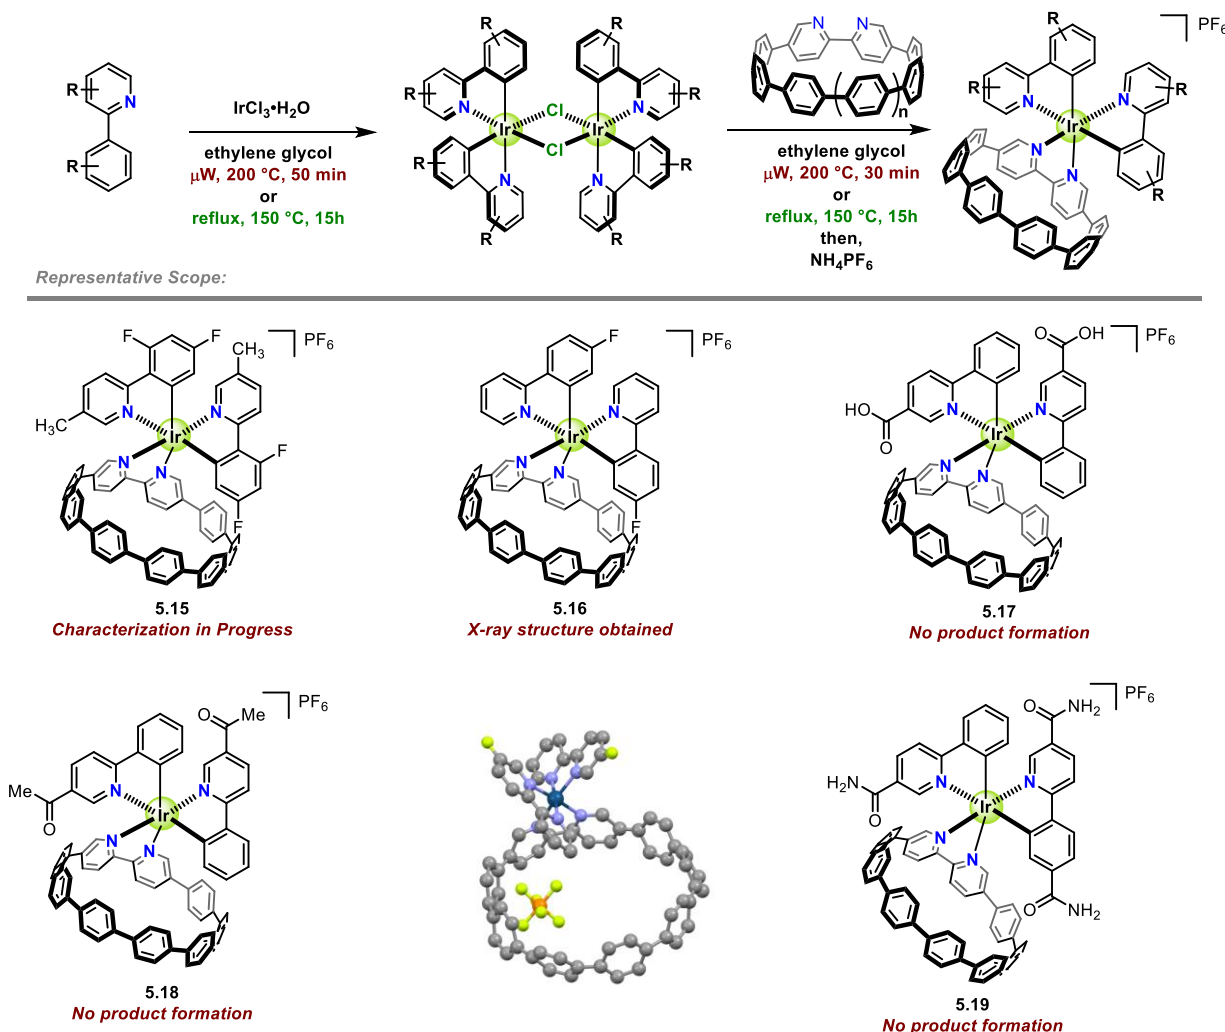 R
N
R
IrCl3•H2O
ethylene glycol
μW, 200 °C, 50 min
or
reflux, 150 °C, 15h
R R
R N Cl N R
Ir Ir
R Cl R
N N
R R
N N
n
ethylene glycol
μW, 200 °C, 30 min
or
reflux, 150 °C, 15h
then,
NH4PF6
R PF6
R N N R
Ir
N N R
Representative Scope:
F F PF6
CH3
H3C N N
Ir
N N F
F
5.15
Characterization in Progress
F PF6
N N
Ir
N N
F
5.16
X-ray structure obtained
O OH PF6
HO N N
O Ir
N N
5.17
No product formation
O Me PF6
Me N N
O Ir
N N
5.18
No product formation
O NH2 PF6
H2N N N
O Ir
N N
O NH2
5.19
No product formation